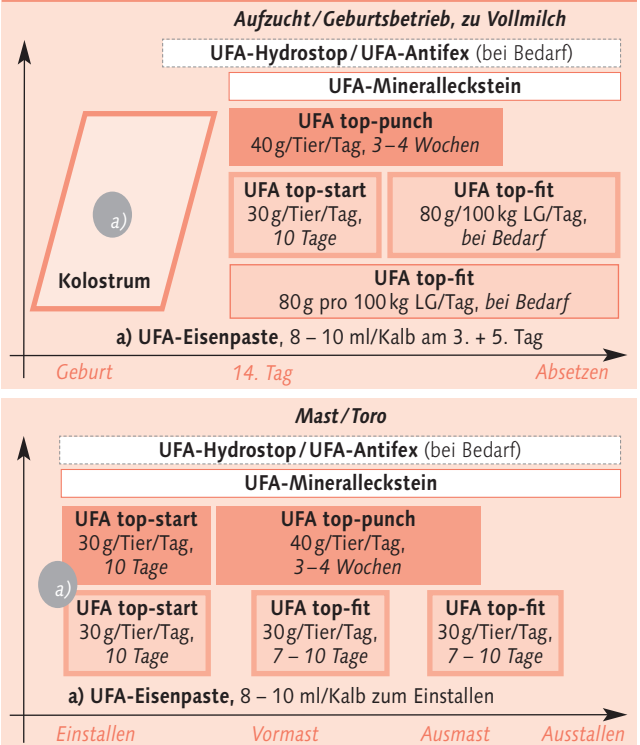 Aufzucht/Geburtsbetrieb, zu Vollmilch
UFA-Hydrostop/UFA-Antifex (bei Bedarf)
UFA-Mineralleckstein
UFA top-punch
40 g/Tier/Tag, 3–4 Wochen
UFA top-start
30 g/Tier/Tag,
10 Tage
UFA top-fit
80 g/100 kg LG/Tag,
bei Bedarf
a)
Kolostrum
UFA top-fit
80 g pro 100 kg LG/Tag, bei Bedarf
a) UFA-Eisenpaste, 8 – 10 ml/Kalb am 3. + 5. Tag
Geburt
14. Tag
Absetzen
Mast/Toro
UFA-Hydrostop/UFA-Antifex (bei Bedarf)
UFA-Mineralleckstein
UFA top-start
30 g/Tier/Tag,
10 Tage
UFA top-punch
40 g/Tier/Tag,
3–4 Wochen
a)
UFA top-start
30 g/Tier/Tag,
10 Tage
UFA top-fit
30 g/Tier/Tag,
7 – 10 Tage
UFA top-fit
30 g/Tier/Tag,
7 – 10 Tage
a) UFA-Eisenpaste, 8 – 10 ml/Kalb zum Einstallen
Einstallen
Vormast
Ausmast
Ausstallen